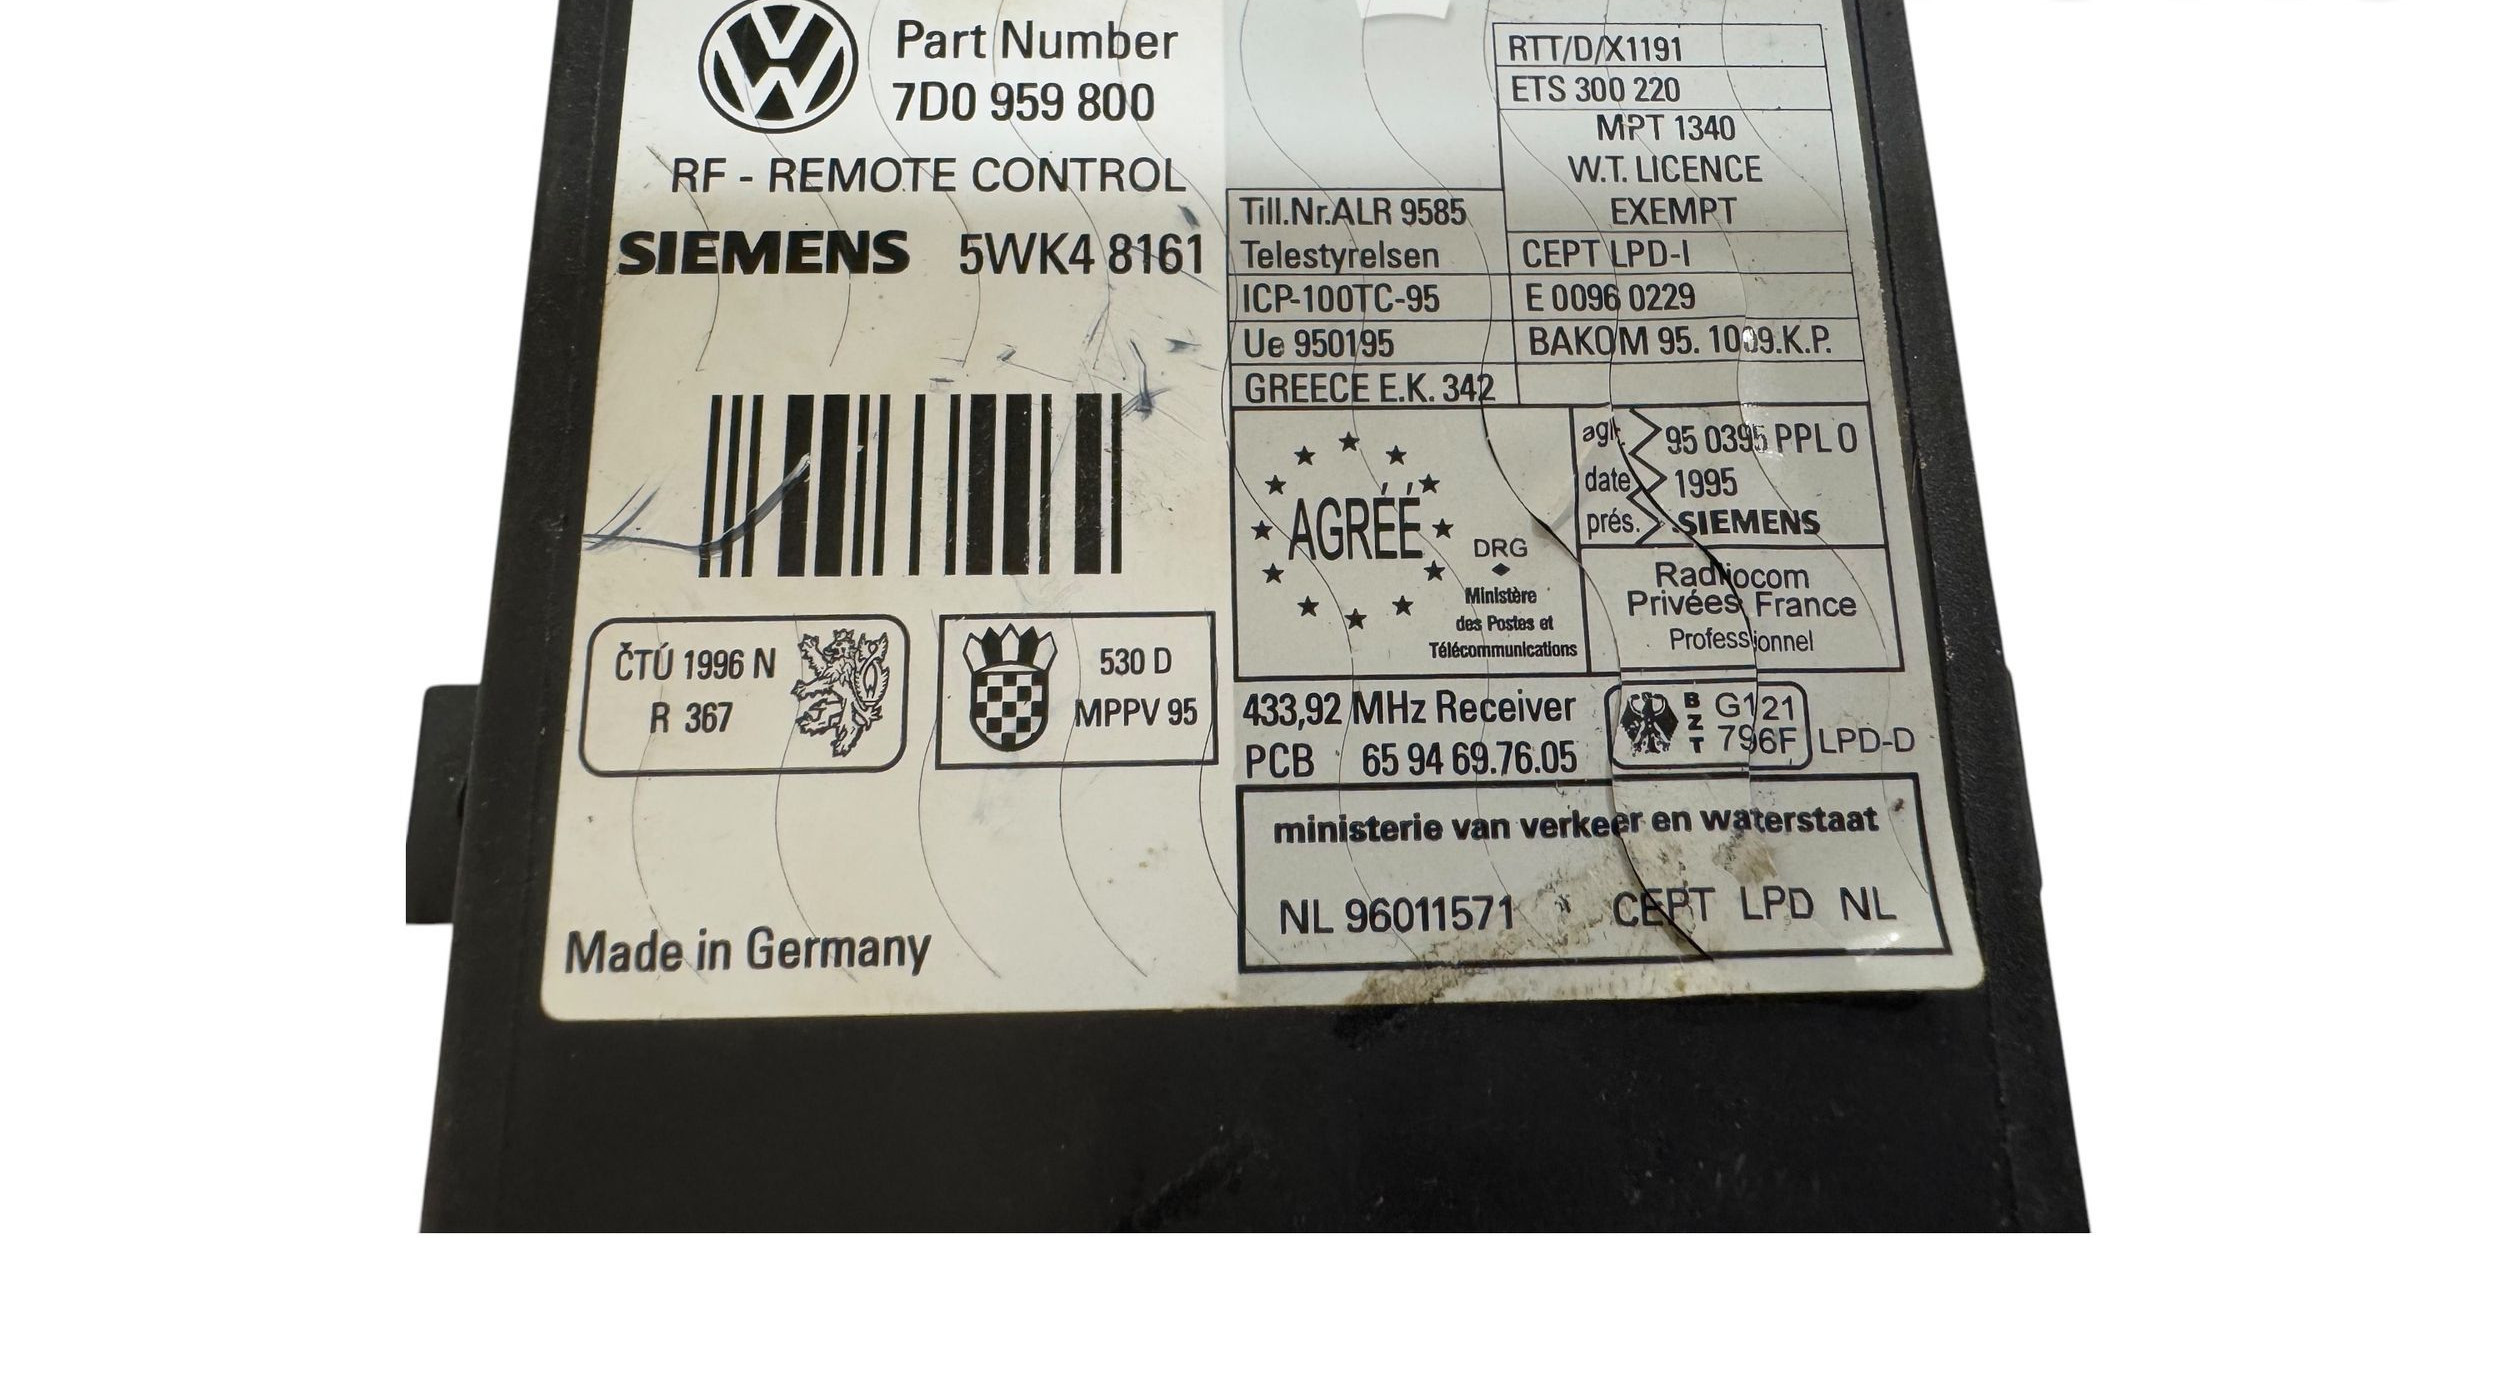 Part Number
7D0 959 800
RF - REMOTE CONTROL
SIEMENS 5WK4 8161
ČTÚ 1996 N
R 367
530 D
MPPV 95
Made in Germany
RTT/D/X1191
ETS 300 220
MPT 1340
W.T. LICENCE
EXEMPT
Till.Nr.ALR 9585
Telestyrelsen
CEPT LPD-I
ICP-100TC-95
E 0096 0229
Ue 950195
BAKOM 95. 1009.K.P.
GREECE E.K. 342
AGRÉÉ
DRG
Ministère
des Postes et
Télécommunications
agr. 95 0395 PPL 0
date 1995
prés. SIEMENS
Radiocom
Privées France
Professionnel
433,92 MHz Receiver
PCB 65 94 69.76.05
BZT
G121
796F
LPD-D
ministerie van verkeer en waterstaat
NL 96011571 CEPT LPD NL